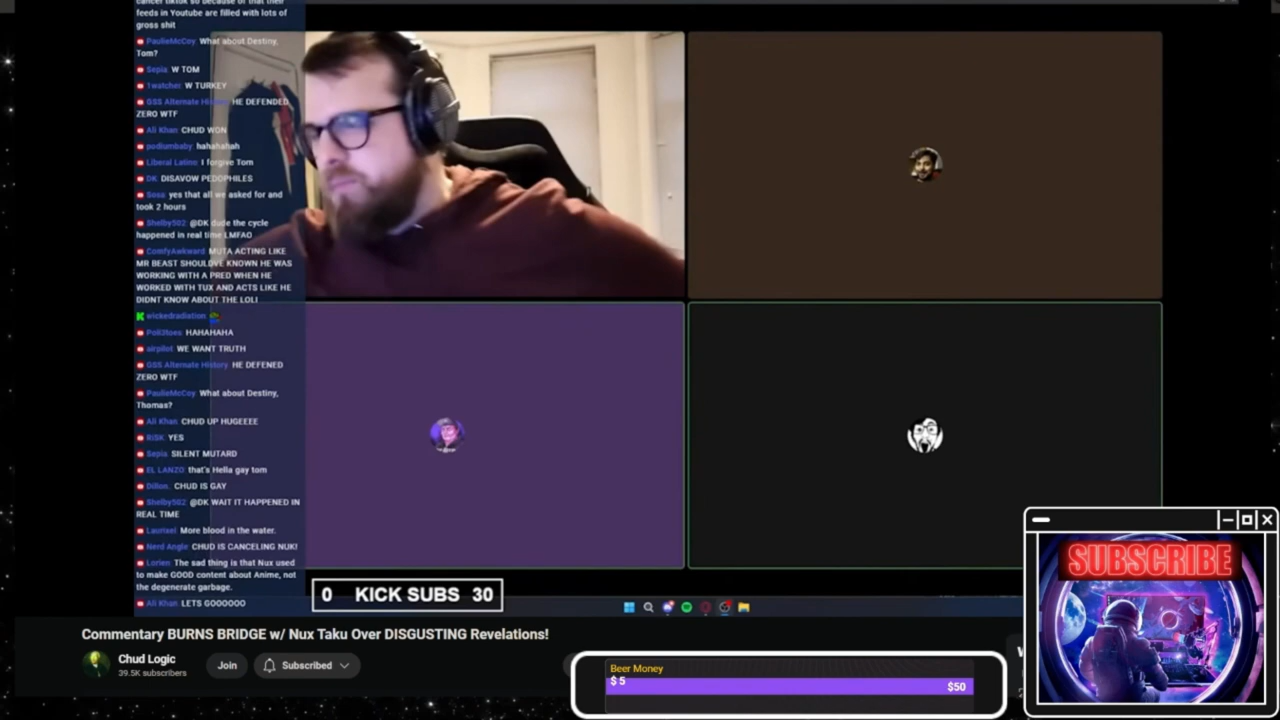 cancer tiktok so because of that their
feeds in Youtube are filled with lots of
gross shit
PaulieMcCoy What about Destiny,
Tom?
Sepia W TOM
1watcher W TURKEY
GSS Alternate History HE DEFENDED
ZERO WTF
Ali Khan CHUD WON
podiumbaby hahahahah
Liberal Latino I forgive Tom
DK DISAVOW PEDOPHILES
Sosa yes that all we asked for and
took 2 hours
Shelby502 @DK dude the cycle
happened in real time LMFAO
ComfyAwkward MUTA ACTING LIKE
MR BEAST SHOULDVE KNOWN HE WAS
WORKING WITH A PRED WHEN HE
WORKED WITH TUX AND ACTS LIKE HE
DIDNT KNOW ABOUT THE LOLI
wickedradiation
Poli3toes HAHAHAHA
airpilot WE WANT TRUTH
GSS Alternate History HE DEFENED
ZERO WTF
PaulieMcCoy What about Destiny,
Thomas?
Ali Khan CHUD UP HUGEEEE
RISK YES
Sepia SILENT MUTARD
EL LANZO that's Hella gay tom
Dillon CHUD IS GAY
Shelby502 @DK WAIT IT HAPPENED IN
REAL TIME
More blood in the water.
Nerd Angle CHUD IS CANCELING NUK!
Lorien The sad thing is that Nux used
to make GOOD content about Anime, not
the degenerate garbage.
Ali Khan LETS GOOOOOO
0 KICK SUBS 30
Commentary BURNS BRIDGE w/ Nux Taku Over DISGUSTING Revelations!
Chud Logic
39.5K subscribers
Join
Subscribed
Beer Money
$5
$50
SUBSCRIBE